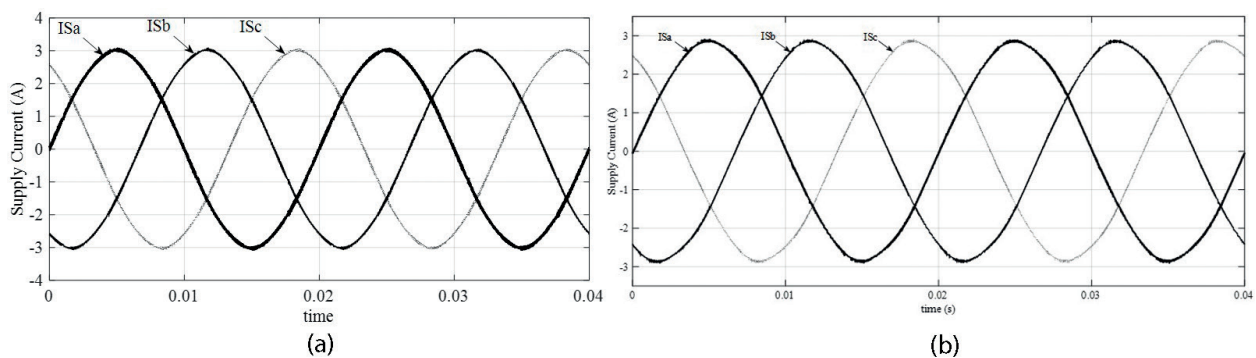 4
3
2
1
0
-1
-2
-3
-4
Supply Current (A)
ISa
ISb
ISc
0
0.01
0.02
0.03
0.04
time
(a)
3
2
1
0
-1
-2
-3
Supply Current (A)
ISa
ISb
ISc
0
0.01
0.02
0.03
0.04
time (s)
(b)